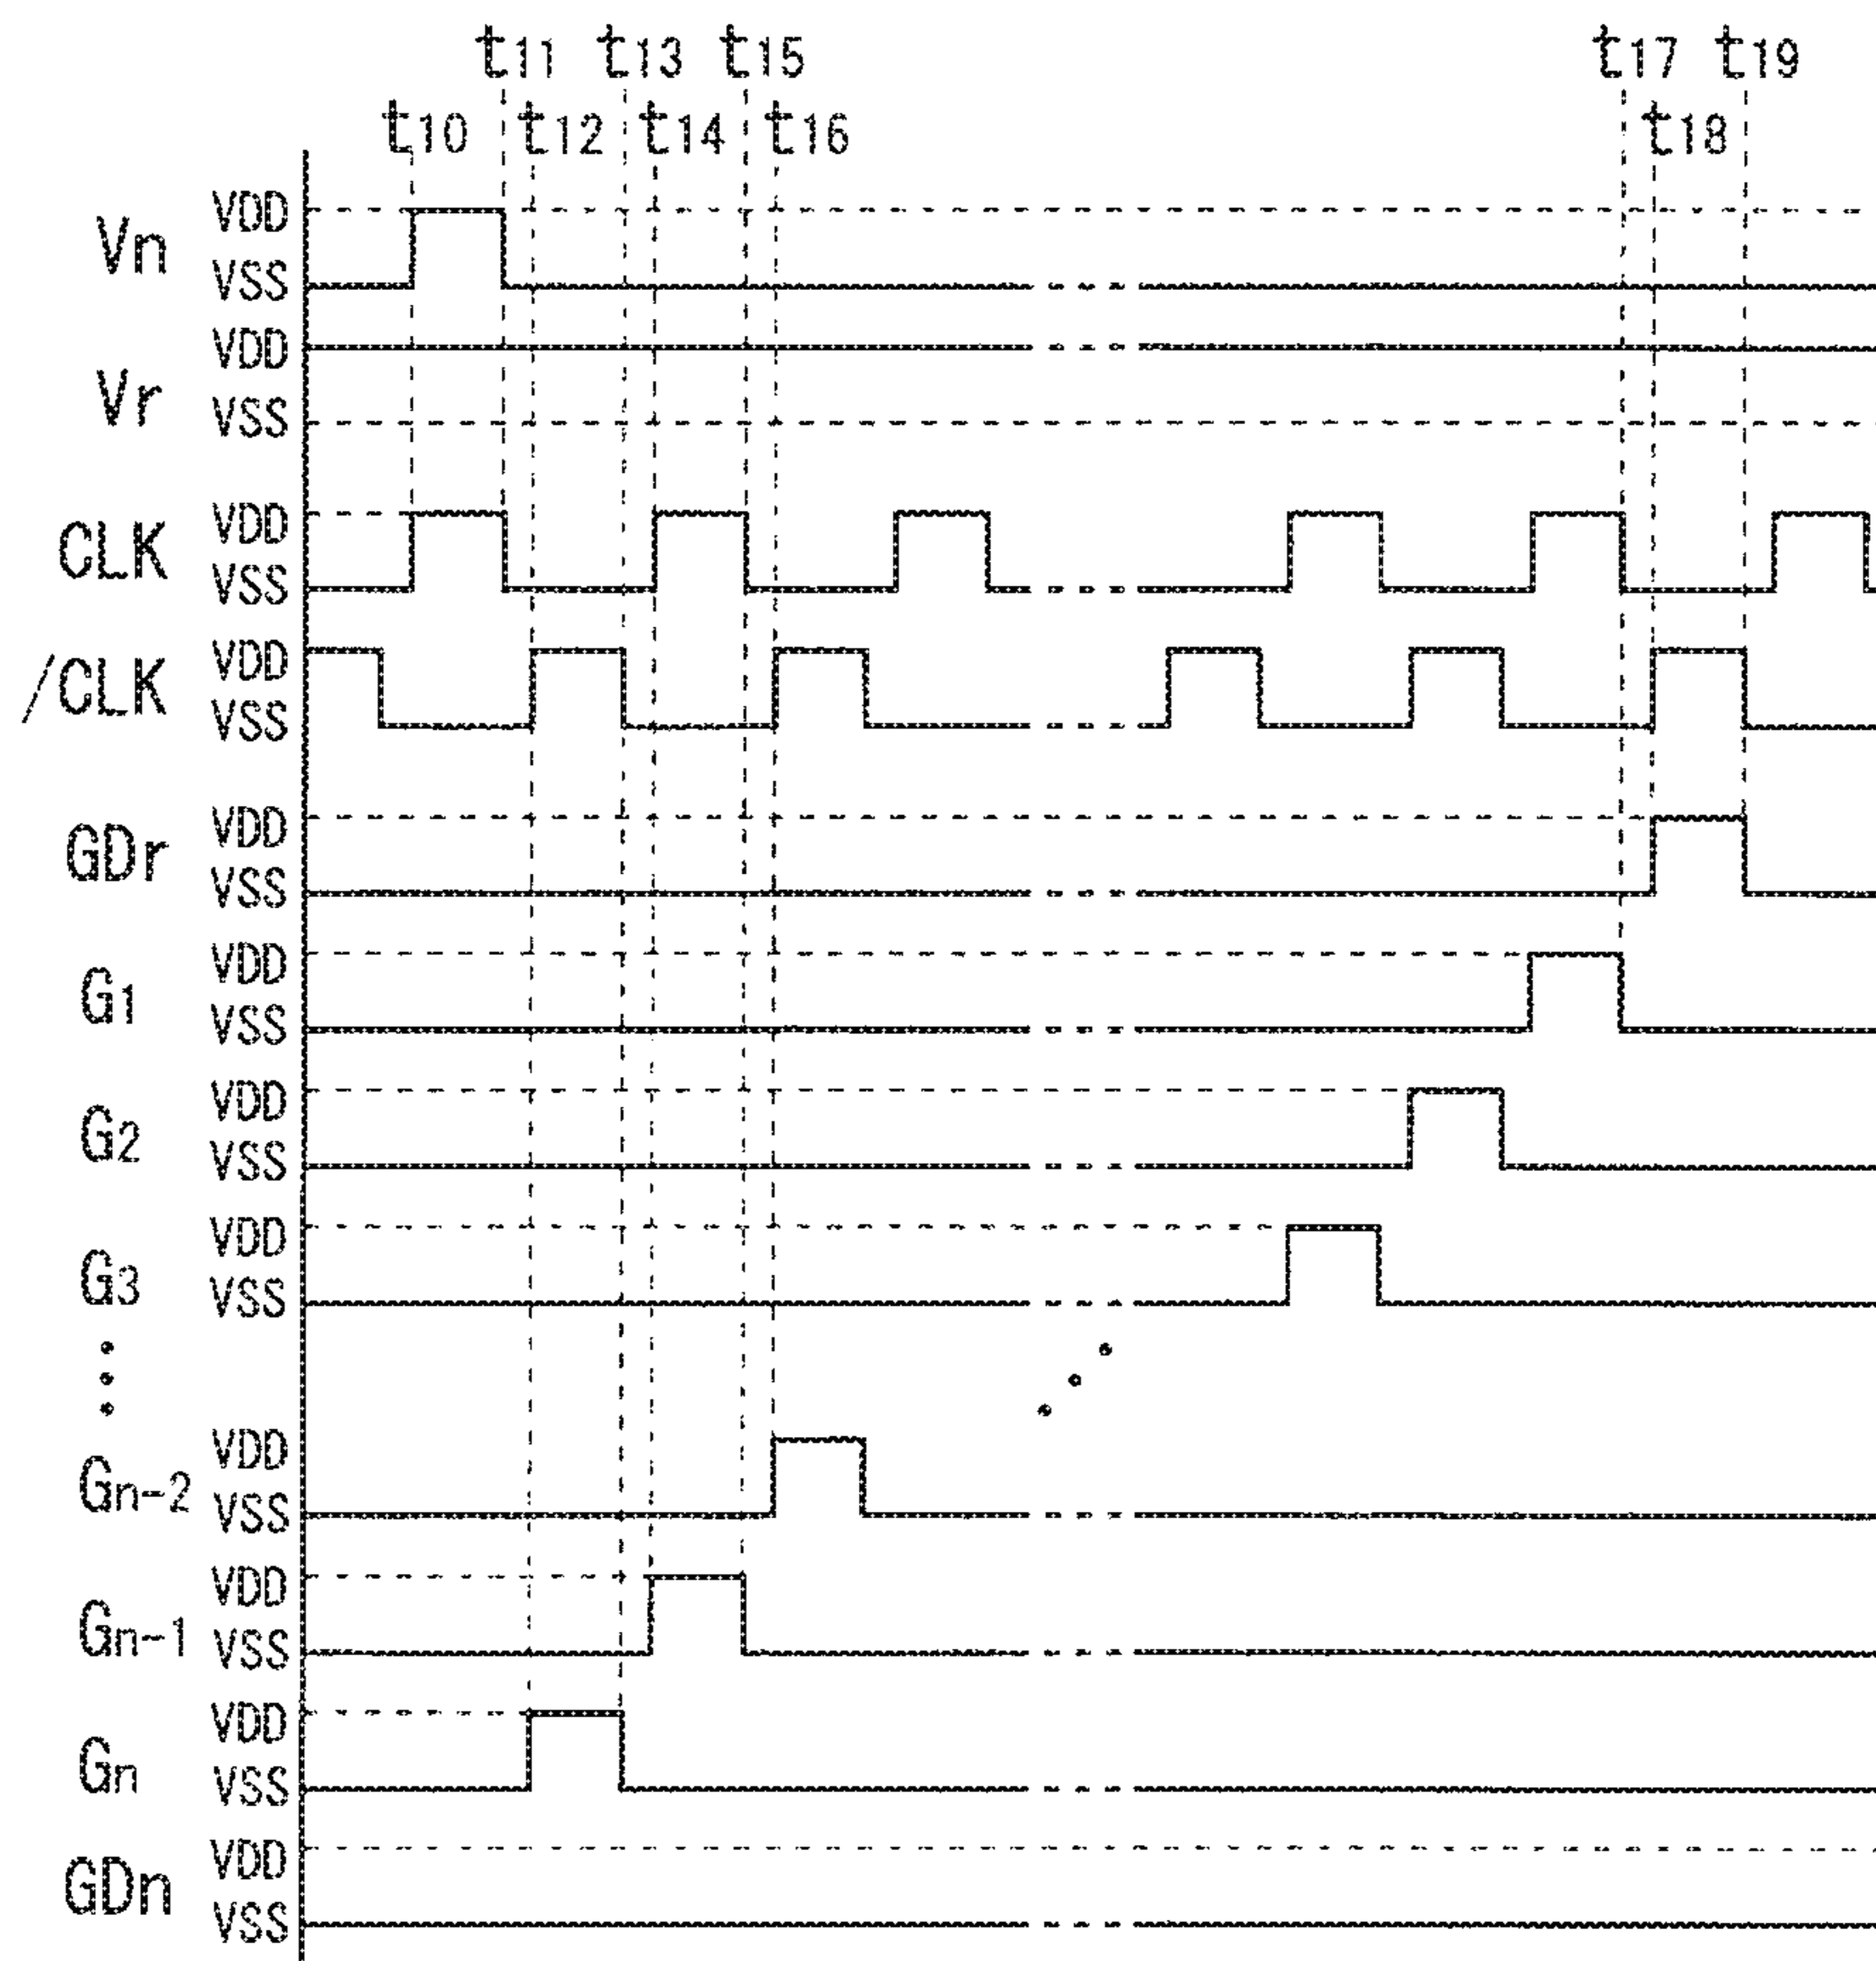 t11 t13 t15 t17 t19
t10 t12 t14 t16 t18
Vn VDD
VSS
Vr VDD
VSS
CLK VDD
VSS
/CLK VDD
VSS
GDr VDD
VSS
G1 VDD
VSS
G2 VDD
VSS
G3 VDD
VSS
Gn-2 VDD
VSS
Gn-1 VDD
VSS
Gn VDD
VSS
GDn VDD
VSS